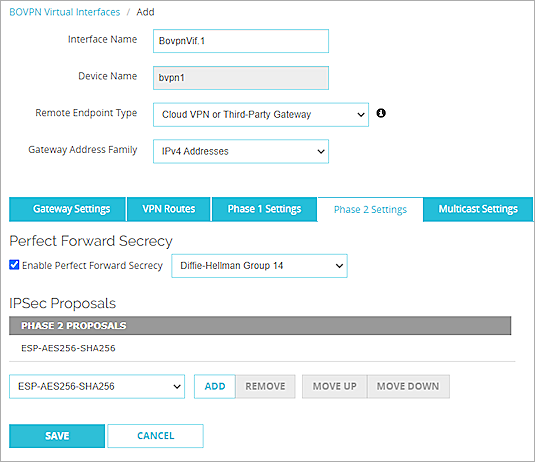 BOVPN Virtual Interfaces / Add
Interface Name BovpnVif.1
Device Name bvpn1
Remote Endpoint Type Cloud VPN or Third-Party Gateway
Gateway Address Family IPv4 Addresses
Gateway Settings VPN Routes Phase 1 Settings Phase 2 Settings Multicast Settings
Perfect Forward Secrecy
Enable Perfect Forward Secrecy Diffie-Hellman Group 14
IPSec Proposals
PHASE 2 PROPOSALS
ESP-AES256-SHA256
ESP-AES256-SHA256 ADD REMOVE MOVE UP MOVE DOWN
SAVE CANCEL